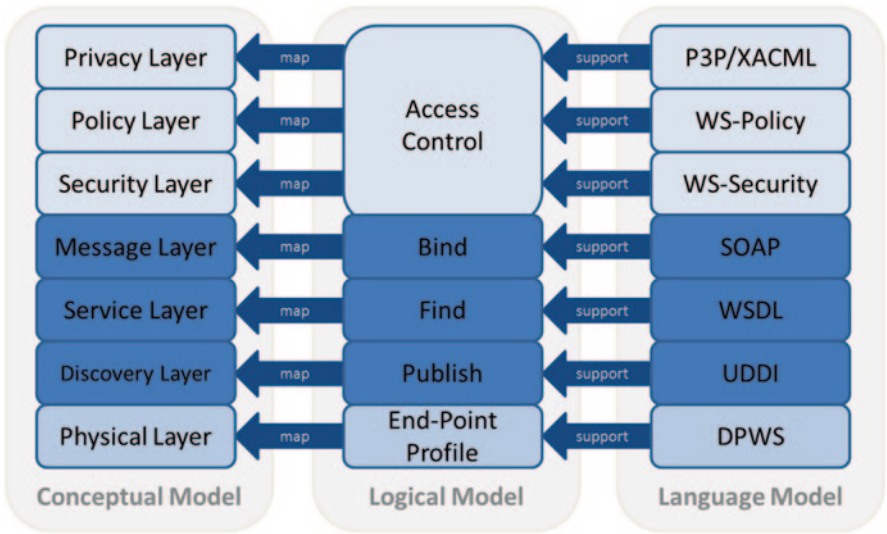 Privacy Layer
map
Access
Control
support
P3P/XACML
Policy Layer
map
support
WS-Policy
Security Layer
map
support
WS-Security
Message Layer
map
Bind
support
SOAP
Service Layer
map
Find
support
WSDL
Discovery Layer
map
Publish
support
UDDI
Physical Layer
map
End-Point
Profile
support
DPWS
Conceptual Model
Logical Model
Language Model